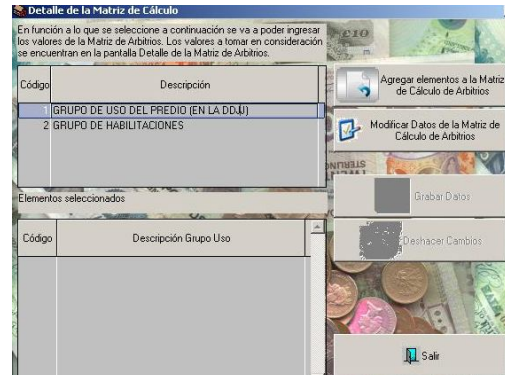 Detalle de la Matriz de Cálculo
En función a lo que se seleccione a continuación se va a poder ingresar
los valores de la Matriz de Arbitrios. Los valores a tomar en consideración
se encuentran en la pantalla Detalle de la Matriz de Arbitrios.
Código Descripción
1 GRUPO DE USO DEL PREDIO (EN LA DDJJ)
2 GRUPO DE HABILITACIONES
Elementos seleccionados
Código Descripción Grupo Uso
£10
Agregar elementos a la Matriz
de Cálculo de Arbitrios
Modificar Datos de la Matriz de
Cálculo de Arbitrios
Grabar Datos
Deshacer Cambios
Salir